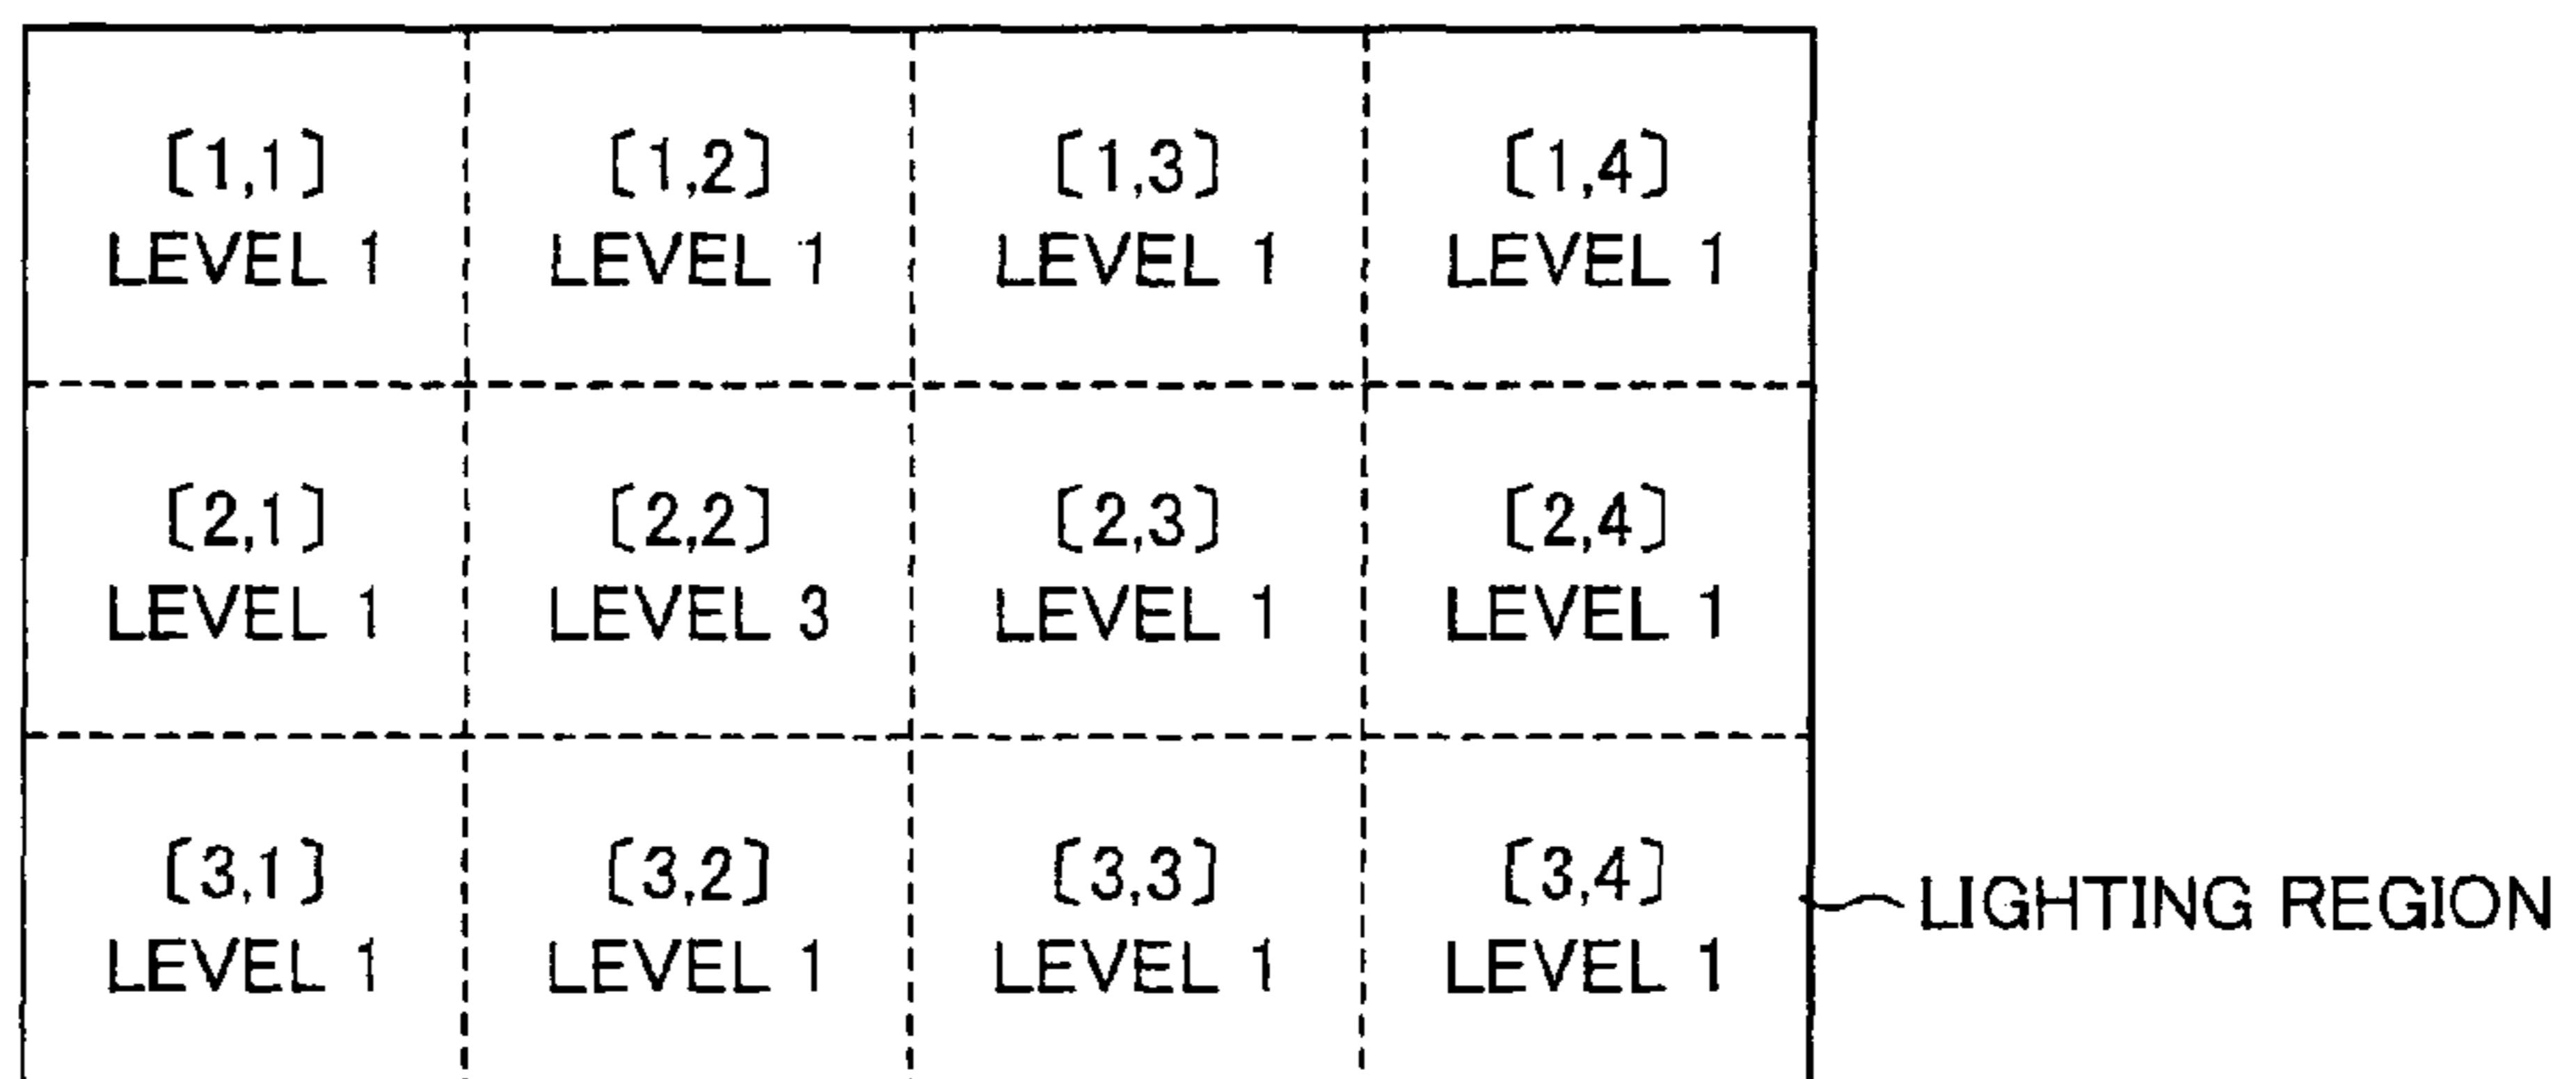 〔1,1〕 〔1,2〕 〔1,3〕 〔1,4〕
LEVEL 1 LEVEL 1 LEVEL 1 LEVEL 1
〔2,1〕 〔2,2〕 〔2,3〕 〔2,4〕
LEVEL 1 LEVEL 3 LEVEL 1 LEVEL 1
〔3,1〕 〔3,2〕 〔3,3〕 〔3,4〕
LIGHTING REGION
LEVEL 1 LEVEL 1 LEVEL 1 LEVEL 1